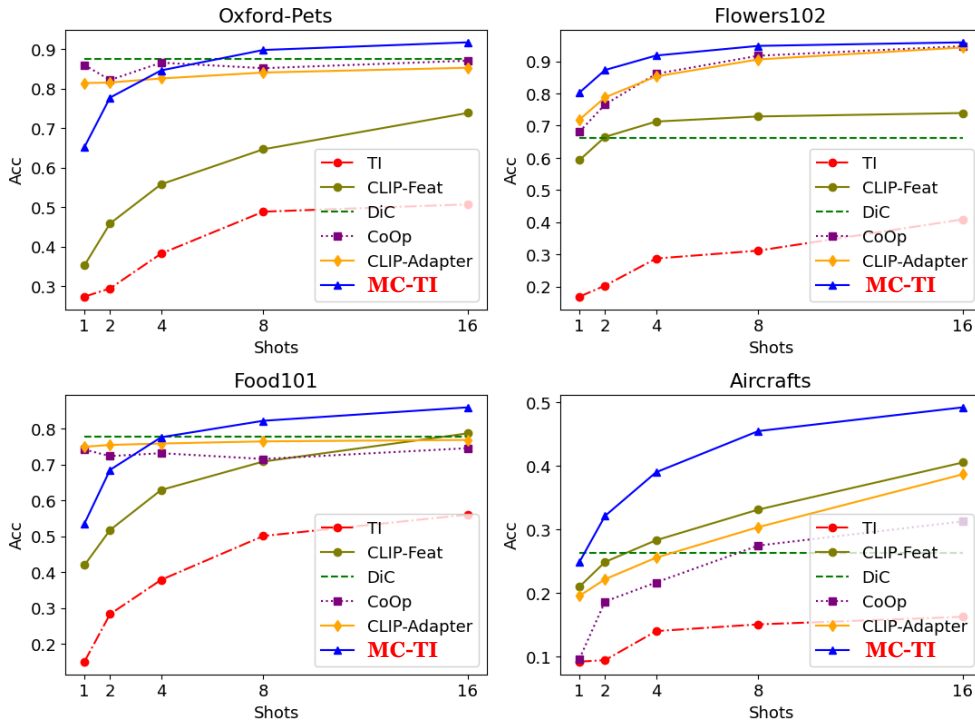 Oxford-Pets
Acc
0.9
0.8
0.7
0.6
0.5
0.4
0.3
TI
CLIP-Feat
DiC
CoOp
CLIP-Adapter
MC-TI
1 2 4 8 16
Shots
Flowers102
Acc
0.9
0.8
0.7
0.6
0.5
0.4
0.3
0.2
TI
CLIP-Feat
DiC
CoOp
CLIP-Adapter
MC-TI
1 2 4 8 16
Shots
Food101
Acc
0.8
0.7
0.6
0.5
0.4
0.3
0.2
TI
CLIP-Feat
DiC
CoOp
CLIP-Adapter
MC-TI
1 2 4 8 16
Shots
Aircrafts
Acc
0.5
0.4
0.3
0.2
0.1
TI
CLIP-Feat
DiC
CoOp
CLIP-Adapter
MC-TI
1 2 4 8 16
Shots